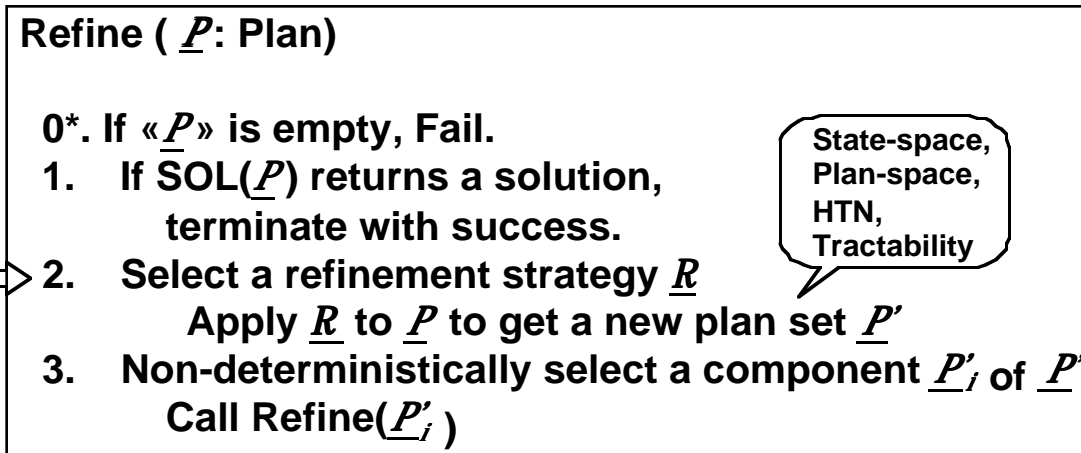 Refine ( P: Plan)
0*. If «P» is empty, Fail.
1. If SOL(P) returns a solution,
terminate with success.
2. Select a refinement strategy R
Apply R to P to get a new plan set P'
3. Non-deterministically select a component P'i of P'
Call Refine(P'i )
State-space,
Plan-space,
HTN,
Tractability